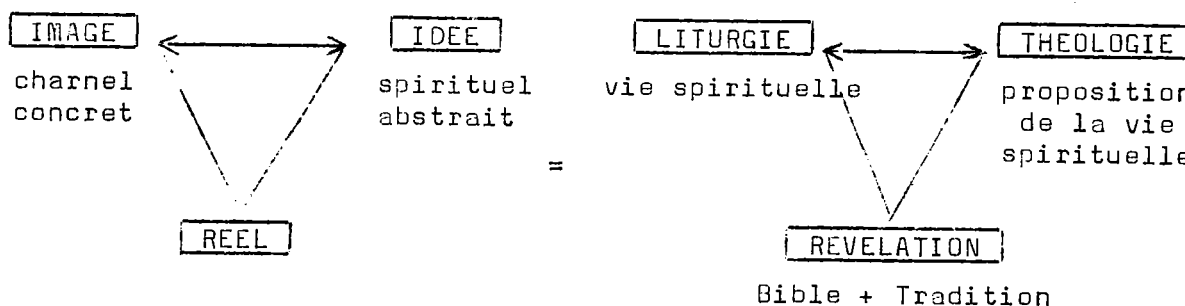 IMAGE
charnel
concret
IDEE
spirituel
abstrait
REEL
=
LITURGIE
vie spirituelle
THEOLOGIE
proposition
de la vie
spirituelle
REVELATION
Bible + Tradition